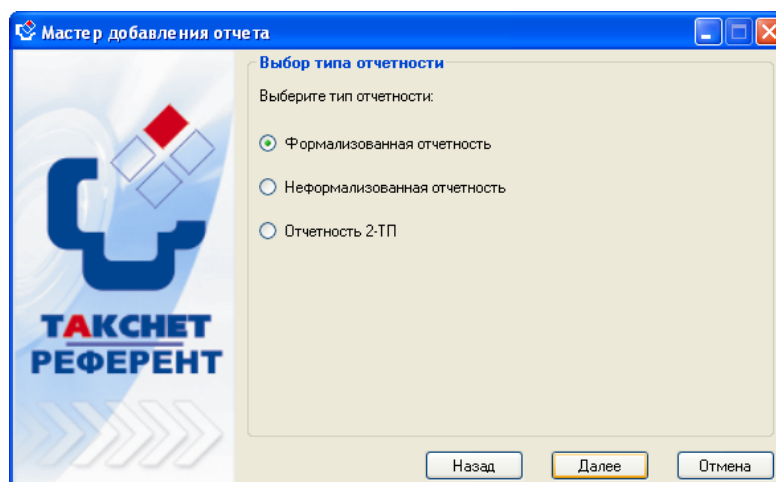 Мастер добавления отчета
Выбор типа отчетности
Выберите тип отчетности:
Формализованная отчетность
Неформализованная отчетность
Отчетность 2-ТП
ТАКСНЕТ
РЕФЕРЕНТ
Назад
Далее
Отмена